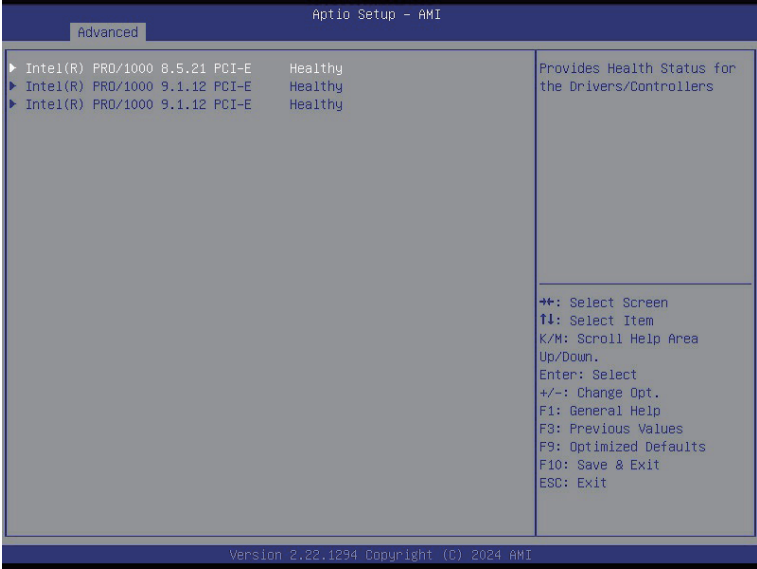 Aptio Setup - AMI
Advanced
Intel(R) PRO/1000 8.5.21 PCI-E Healthy
Intel(R) PRO/1000 9.1.12 PCI-E Healthy
Intel(R) PRO/1000 9.1.12 PCI-E Healthy
Provides Health Status for
the Drivers/Controllers
→←: Select Screen
↑↓: Select Item
K/M: Scroll Help Area
Up/Down.
Enter: Select
+/-: Change Opt.
F1: General Help
F3: Previous Values
F9: Optimized Defaults
F10: Save & Exit
ESC: Exit
Version 2.22.1294 Copyright (C) 2024 AMI